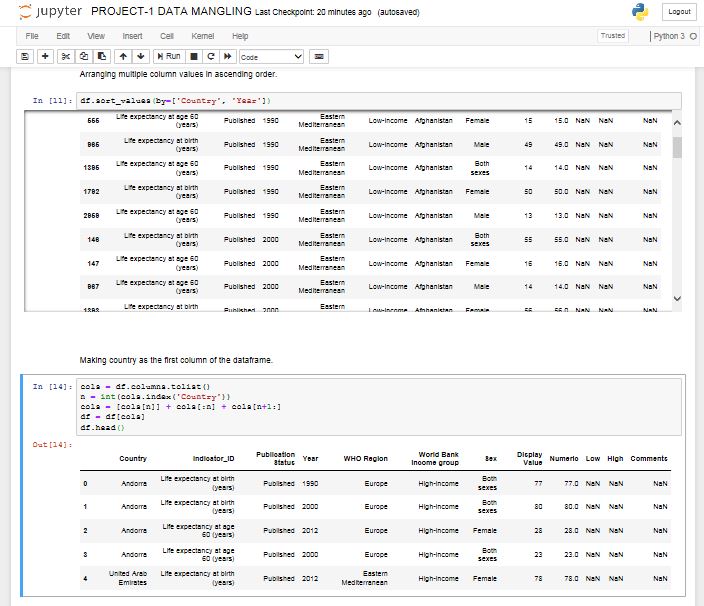 jupyter PROJECT-1 DATA MANGLING Last Checkpoint: 20 minutes ago (autosaved)
Logout
File Edit View Insert Cell Kernel Help
Trusted Python 3
Run Code
Arranging multiple column values in ascending order.
In [11]: df.sort_values(by=['Country', 'Year'])
556 Life expectancy at age 60 (years) Published 1990 Eastern Mediterranean Low-income Afghanistan Female 15 15.0 NaN NaN NaN
965 Life expectancy at birth (years) Published 1990 Eastern Mediterranean Low-income Afghanistan Male 49 49.0 NaN NaN NaN
1385 Life expectancy at age 60 (years) Published 1990 Eastern Mediterranean Low-income Afghanistan Both sexes 14 14.0 NaN NaN NaN
1792 Life expectancy at birth (years) Published 1990 Eastern Mediterranean Low-income Afghanistan Female 50 50.0 NaN NaN NaN
Life expectancy at age 60 (years) Published 1990 Eastern Mediterranean Low-income Afghanistan Male 13 13.0 NaN NaN NaN
146 Life expectancy at birth (years) Published 2000 Eastern Mediterranean Low-income Afghanistan Both sexes 55 55.0 NaN NaN NaN
147 Life expectancy at age 60 (years) Published 2000 Eastern Mediterranean Low-income Afghanistan Female 16 16.0 NaN NaN NaN
967 Life expectancy at age 60 (years) Published 2000 Eastern Mediterranean Low-income Afghanistan Male 14 14.0 NaN NaN NaN
Life expectancy at birth Published 2000 Eastern Low-income Afghanistan Female 56 56.0 NaN NaN NaN
Making country as the first column of the dataframe.
In [14]: cols = df.columns.tolist()
n = int(cols.index('Country'))
cols = [cols[n]] + cols[:n] + cols[n+1:]
df = df[cols]
df.head()
Out[14]:
Country Indicator_ID Publication Status Year WHO Region World Bank income group Sex Display Value Numeric Low High Comments
0 Andorra Life expectancy at birth (years) Published 1990 Europe High-income Both sexes 77 77.0 NaN NaN NaN
1 Andorra Life expectancy at birth (years) Published 2000 Europe High-income Both sexes 80 80.0 NaN NaN NaN
2 Andorra Life expectancy at age 60 (years) Published 2012 Europe High-income Female 28 28.0 NaN NaN NaN
3 Andorra Life expectancy at age 60 (years) Published 2000 Europe High-income Both sexes 23 23.0 NaN NaN NaN
4 United Arab Emirates Life expectancy at birth (years) Published 2012 Eastern Mediterranean High-income Female 78 78.0 NaN NaN NaN